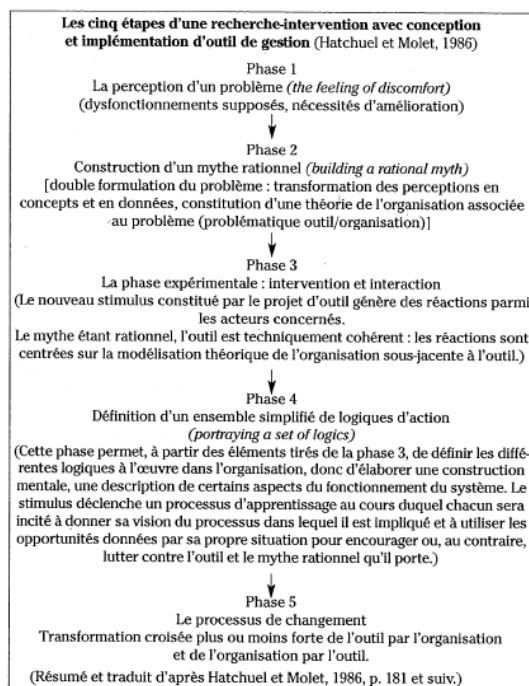 Les cinq étapes d'une recherche-intervention avec conception
et implémentation d'outil de gestion (Hatchuel et Molet, 1986)
Phase 1
La perception d'un problème (the feeling of discomfort)
(dysfonctionnements supposés, nécessités d'amélioration)
Phase 2
Construction d'un mythe rationnel (building a rational myth)
[double formulation du problème : transformation des perceptions en
concepts et en données, constitution d'une théorie de l'organisation associée
au problème (problématique outil/organisation)]
Phase 3
La phase expérimentale : intervention et interaction
(Le nouveau stimulus constitué par le projet d'outil génère des réactions parmi
les acteurs concernés.
Le mythe étant rationnel, l'outil est techniquement cohérent : les réactions sont
centrées sur la modélisation théorique de l'organisation sous-jacente à l'outil.)
Phase 4
Définition d'un ensemble simplifié de logiques d'action
(portraying a set of logics)
(Cette phase permet, à partir des éléments tirés de la phase 3, de définir les diffé-
rentes logiques à l'œuvre dans l'organisation, donc d'élaborer une construction
mentale, une description de certains aspects du fonctionnement du système. Le
stimulus déclenche un processus d'apprentissage au cours duquel chacun sera
incité à donner sa vision du processus dans lequel il est impliqué et à utiliser les
opportunités données par sa propre situation pour encourager ou, au contraire,
lutter contre l'outil et le mythe rationnel qu'il porte.)
Phase 5
Le processus de changement
Transformation croisée plus ou moins forte de l'outil par l'organisation
et de l'organisation par l'outil.
(Résumé et traduit d'après Hatchuel et Molet, 1986, p. 181 et suiv.)